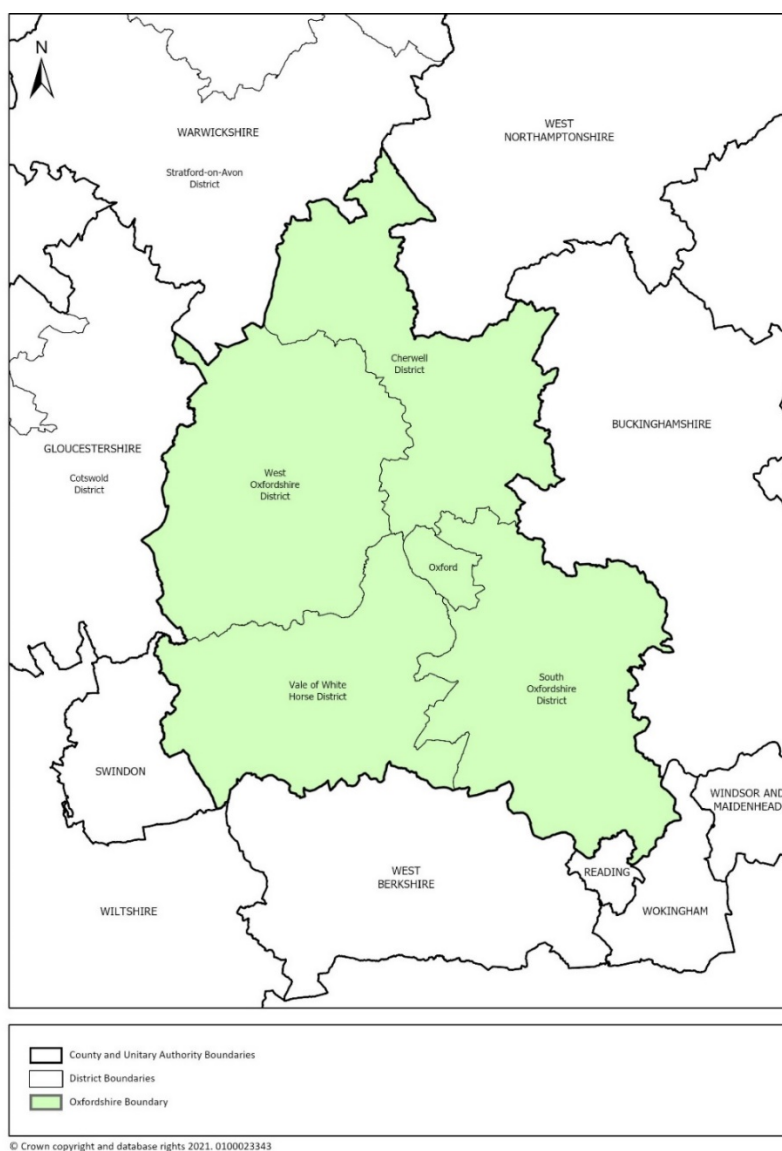 N
WARWICKSHIRE
WEST
NORTHAMPTONSHIRE
Stratford-on-Avon
District
Cherwell
District
BUCKINGHAMSHIRE
GLOUCESTERSHIRE
Cotswold
District
West
Oxfordshire
District
Oxford
Vale of White
Horse District
South
Oxfordshire
District
SWINDON
WINDSOR AND
MAIDENHEAD
WEST
BERKSHIRE
READING
WILTSHIRE
WOKINGHAM
County and Unitary Authority Boundaries
District Boundaries
Oxfordshire Boundary
© Crown copyright and database rights 2021. 0100023343